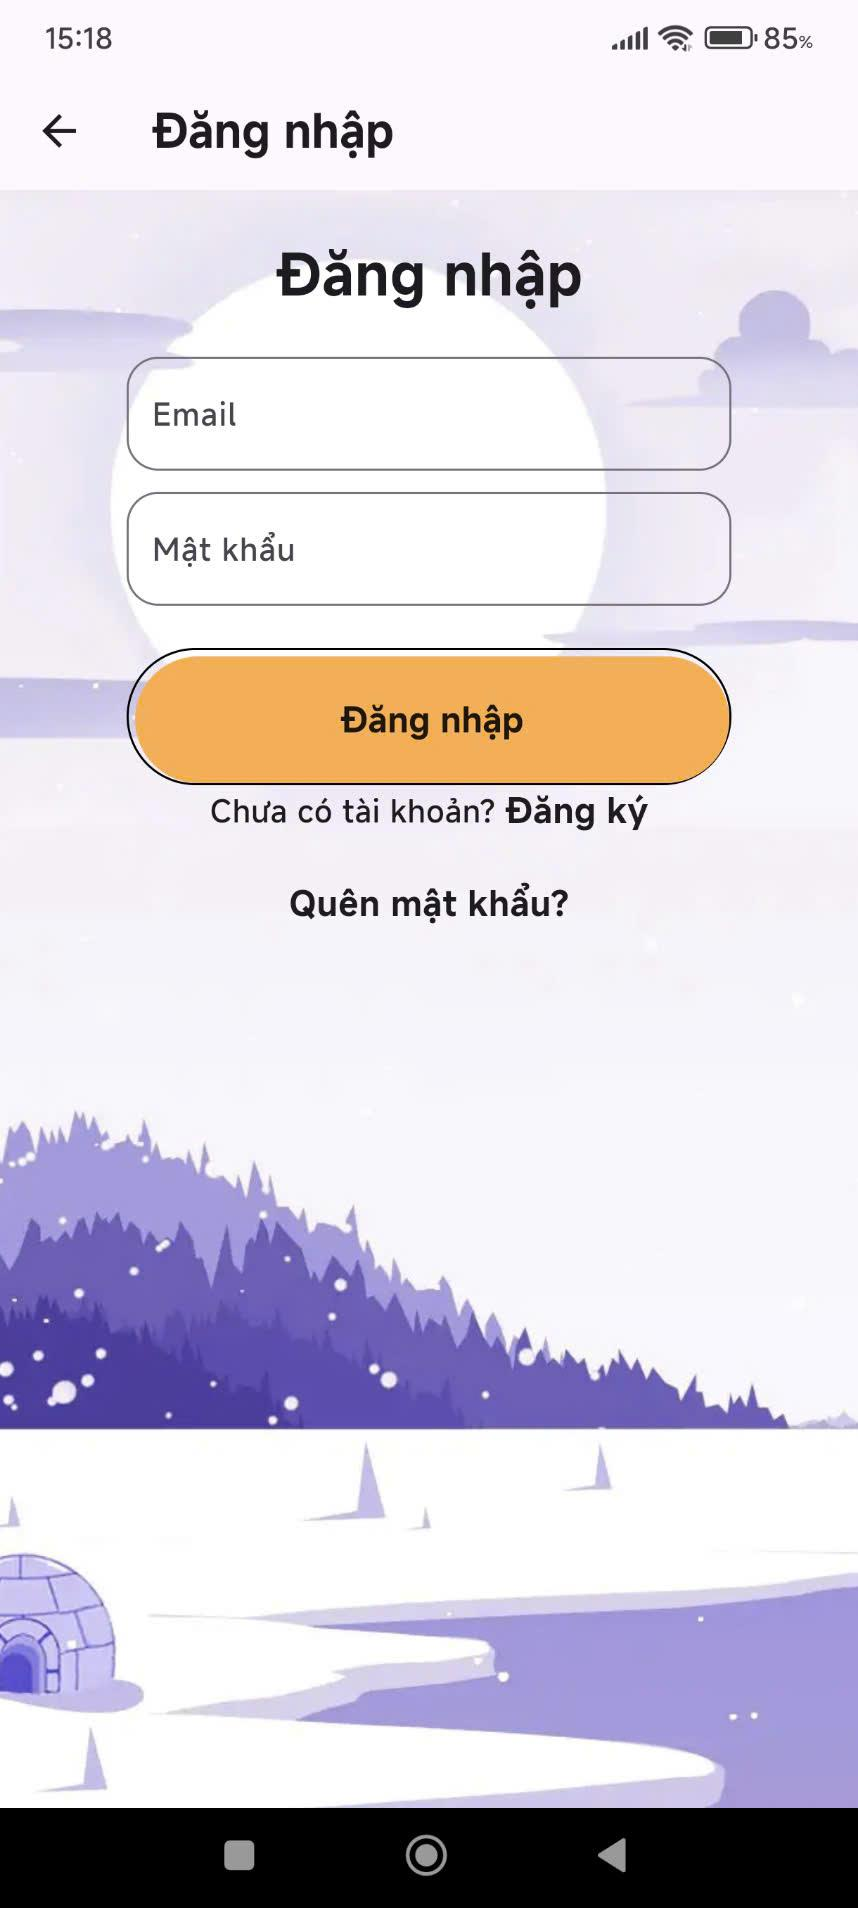 15:18
85%
Đăng nhập
Đăng nhập
Email
Mật khẩu
Đăng nhập
Chưa có tài khoản? Đăng ký
Quên mật khẩu?